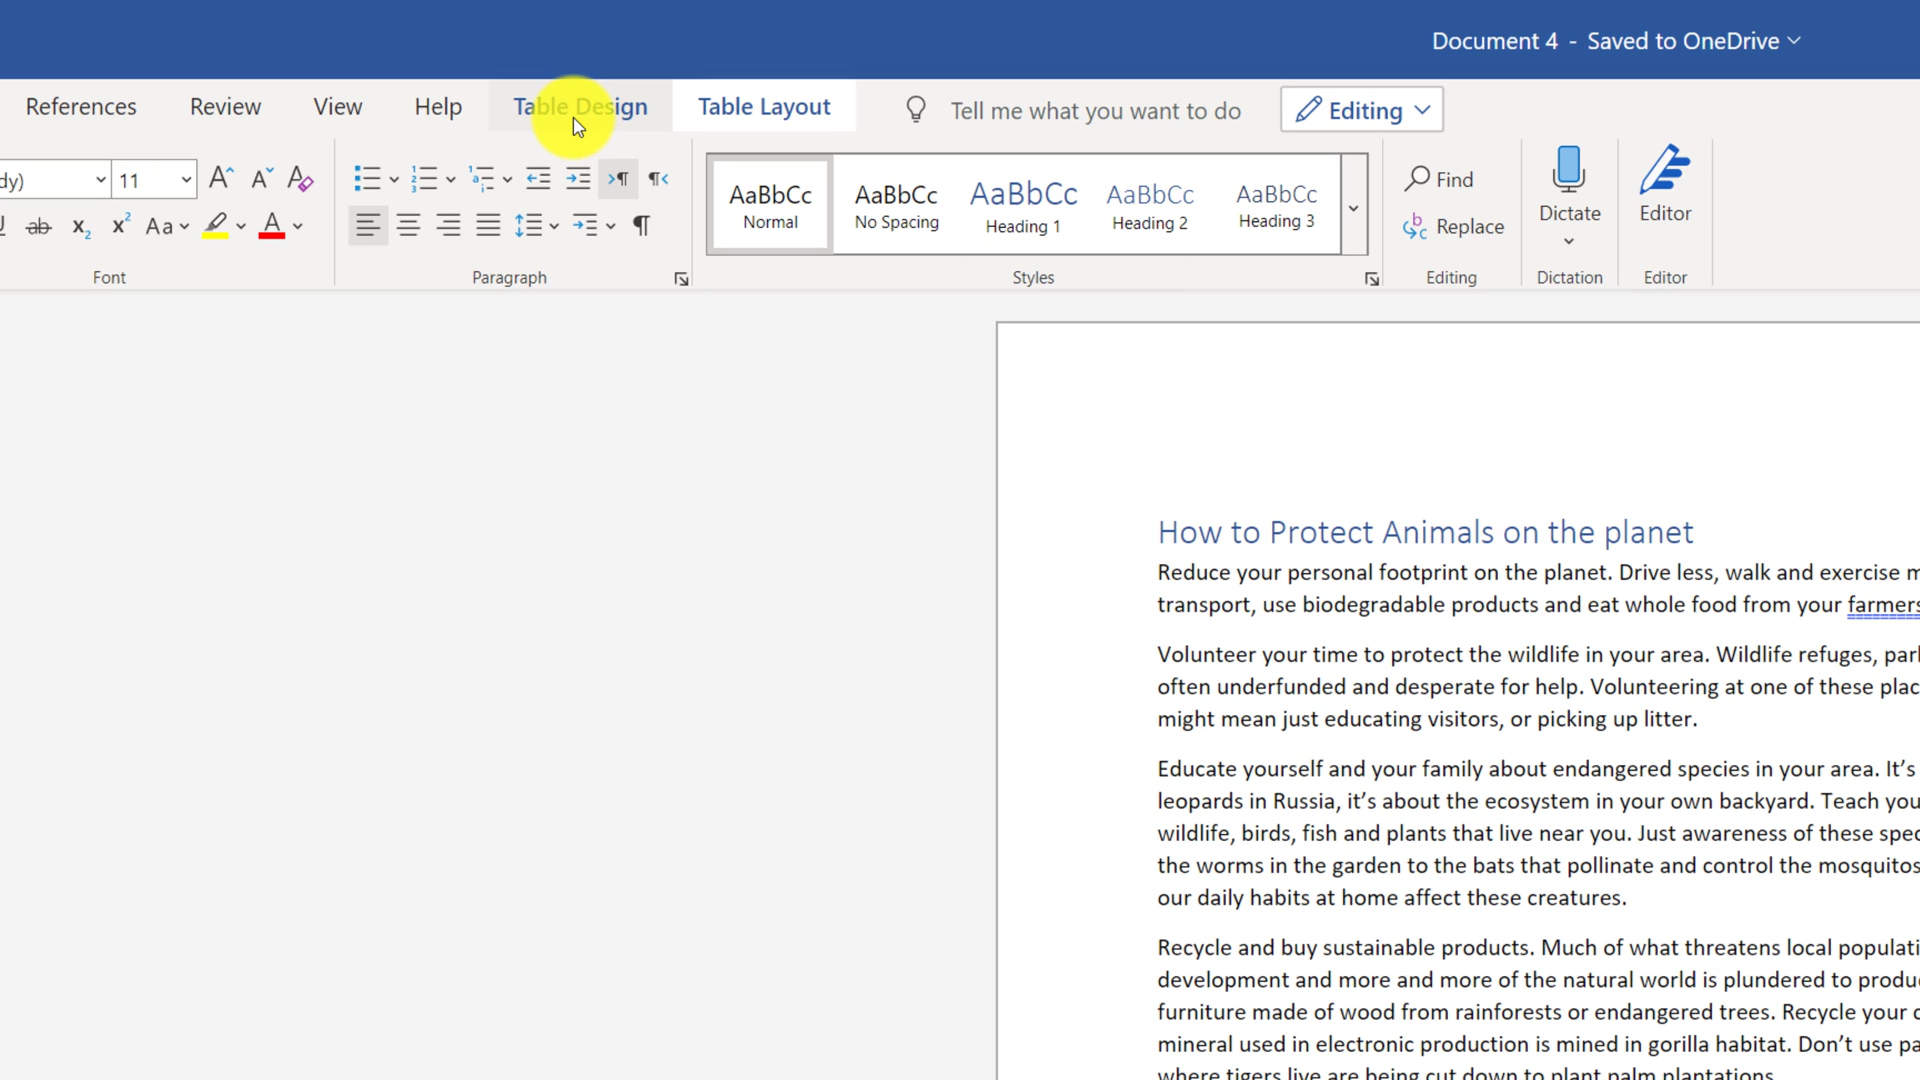 Document 4 - Saved to OneDrive
References Review View Help Table Design Table Layout Tell me what you want to do Editing
11 Find
AaBbCc AaBbCc AaBbCc AaBbCc AaBbCc
Normal No Spacing Heading 1 Heading 2 Heading 3
Dictate Editor
Replace
Font Paragraph Styles Editing Dictation Editor
How to Protect Animals on the planet
Reduce your personal footprint on the planet. Drive less, walk and exercise
transport, use biodegradable products and eat whole food from your farmers
Volunteer your time to protect the wildlife in your area. Wildlife refuges,
often underfunded and desperate for help. Volunteering at one of these
might mean just educating visitors, or picking up litter.
Educate yourself and your family about endangered species in your area. It’s
leopards in Russia, it’s about the ecosystem in your own backyard. Teach
wildlife, birds, fish and plants that live near you. Just awareness of these
the worms in the garden to the bats that pollinate and control the mosquitos
our daily habits at home affect these creatures.
Recycle and buy sustainable products. Much of what threatens local
development and more and more of the natural world is plundered to
furniture made of wood from rainforests or endangered trees. Recycle your
mineral used in electronic production is mined in gorilla habitat. Don’t use
where tigers live are being cut down to plant palm plantations.